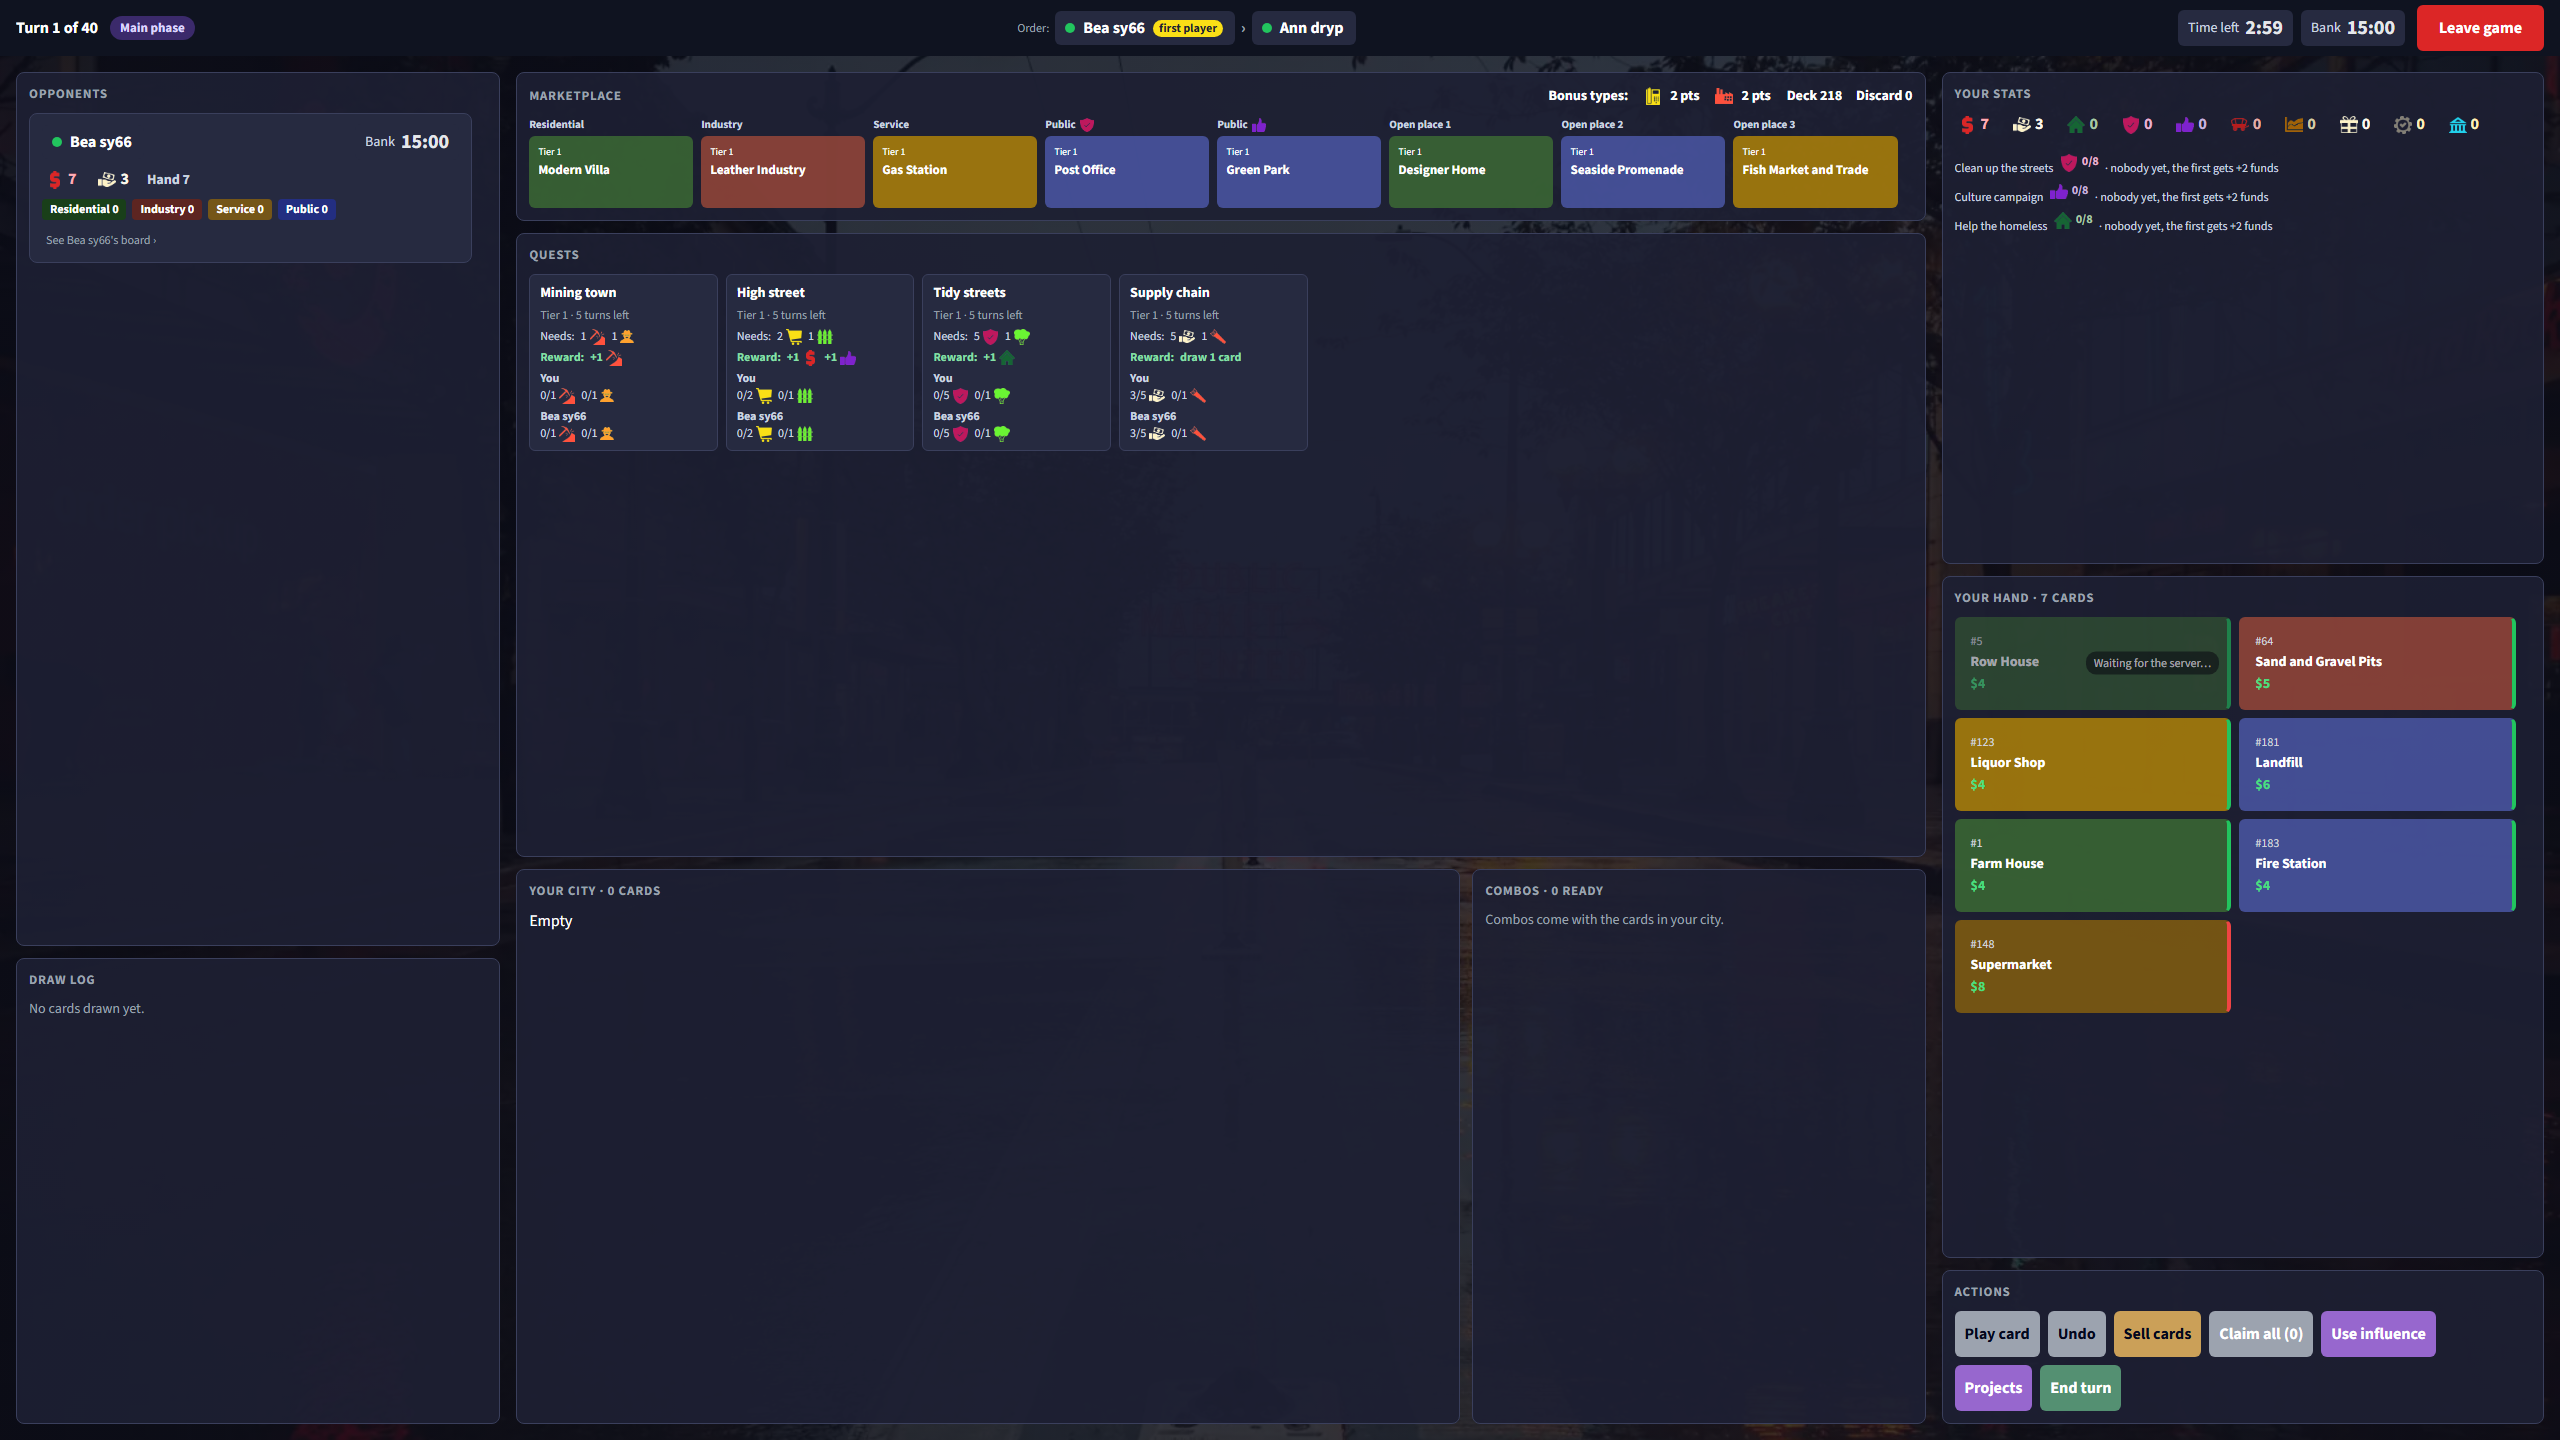 Turn 1 of 40 Main phase
Order: Bea sy66 first player › Ann dryp
Time left 2:59 Bank 15:00 Leave game
OPPONENTS
Bea sy66 Bank 15:00
7 3 Hand 7
Residential 0 Industry 0 Service 0 Public 0
See Bea sy66's board ›
DRAW LOG
No cards drawn yet.
MARKETPLACE
Bonus types: 2 pts 2 pts Deck 218 Discard 0
Residential Industry Service Public Public Open place 1 Open place 2 Open place 3
Tier 1 Tier 1 Tier 1 Tier 1 Tier 1 Tier 1 Tier 1 Tier 1
Modern Villa Leather Industry Gas Station Post Office Green Park Designer Home Seaside Promenade Fish Market and Trade
QUESTS
Mining town
Tier 1 · 5 turns left
Needs: 1 1
Reward: +1
You
0/1 0/1
Bea sy66
0/1 0/1
High street
Tier 1 · 5 turns left
Needs: 2 1
Reward: +1 +1
You
0/2 0/1
Bea sy66
0/2 0/1
Tidy streets
Tier 1 · 5 turns left
Needs: 5 1
Reward: +1
You
0/5 0/1
Bea sy66
0/5 0/1
Supply chain
Tier 1 · 5 turns left
Needs: 5 1
Reward: draw 1 card
You
3/5 0/1
Bea sy66
3/5 0/1
YOUR CITY · 0 CARDS
Empty
COMBOS · 0 READY
Combos come with the cards in your city.
YOUR STATS
7 3 0 0 0 0 0 0 0 0
Clean up the streets 0/8 · nobody yet, the first gets +2 funds
Culture campaign 0/8 · nobody yet, the first gets +2 funds
Help the homeless 0/8 · nobody yet, the first gets +2 funds
YOUR HAND · 7 CARDS
#5
Row House Waiting for the server…
$4
#64
Sand and Gravel Pits
$5
#123
Liquor Shop
$4
#181
Landfill
$6
#1
Farm House
$4
#183
Fire Station
$4
#148
Supermarket
$8
ACTIONS
Play card Undo Sell cards Claim all (0) Use influence
Projects End turn